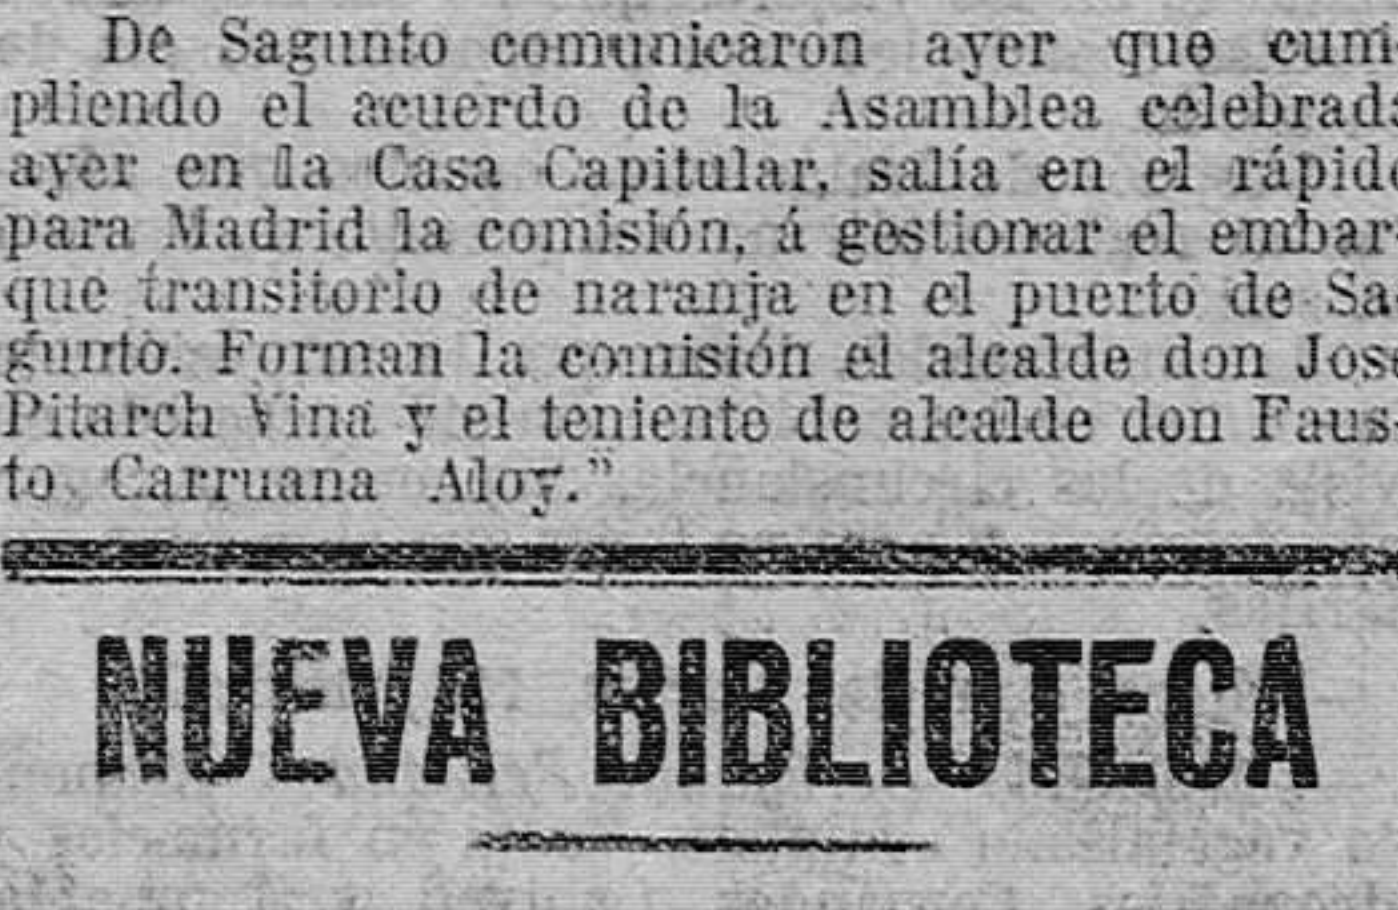 De Sagunto comunicaron ayer que cum-
pliendo el acuerdo de la Asamblea celebrada
ayer en la Casa Capitular, salía en el rápido
para Madrid la comisión, á gestionar el embar-
que transitorio de naranja en el puerto de Sa-
gunto. Forman la comisión el alcalde don José
Pitarch Vina y el teniente de alcalde don Faus-
to Carruana Aloy.”
NUEVA BIBLIOTECA